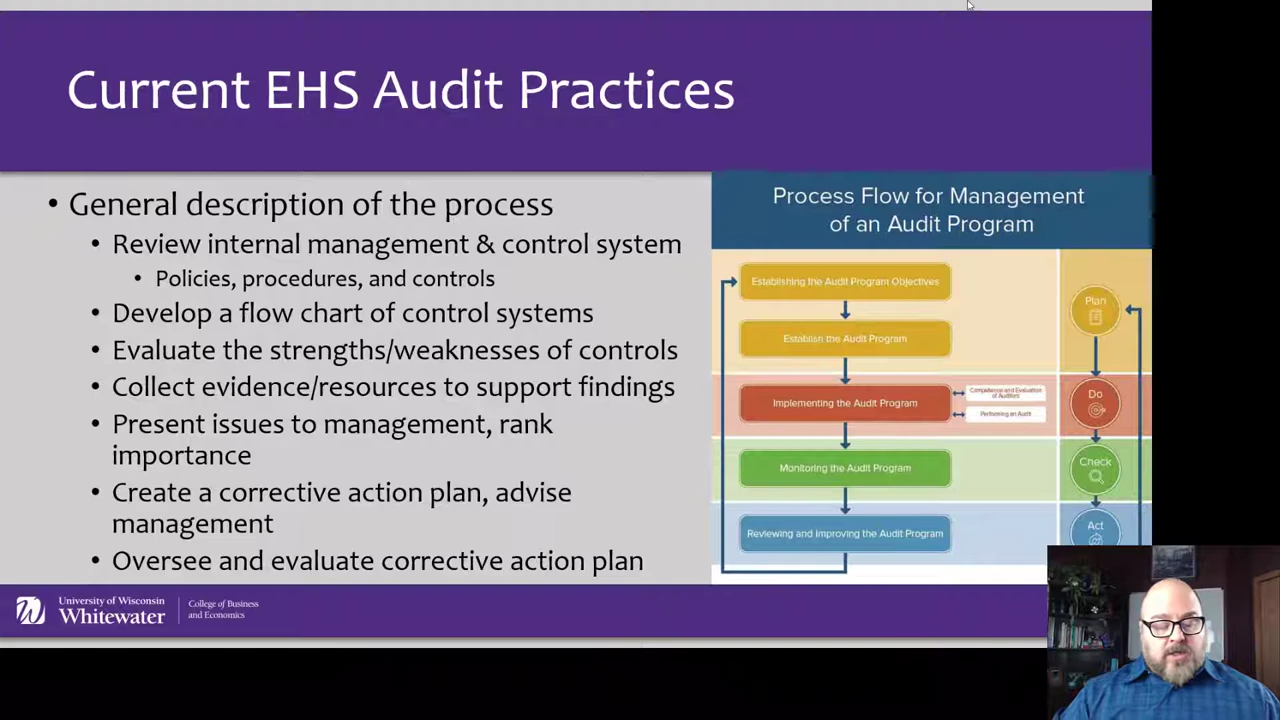 Current EHS Audit Practices
• General description of the process
• Review internal management & control system
• Policies, procedures, and controls
• Develop a flow chart of control systems
• Evaluate the strengths/weaknesses of controls
• Collect evidence/resources to support findings
• Present issues to management, rank
importance
• Create a corrective action plan, advise
management
• Oversee and evaluate corrective action plan
Process Flow for Management
of an Audit Program
Establishing the Audit Program Objectives
Establish the Audit Program
Implementing the Audit Program
Competence and Evaluation
of Auditors
Performing an Audit
Monitoring the Audit Program
Reviewing and Improving the Audit Program
Plan
Do
Check
Act
University of Wisconsin
Whitewater
College of Business
and Economics